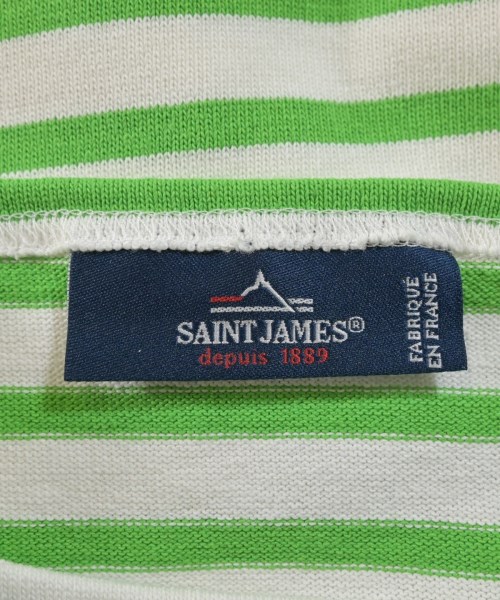 SAINT JAMES®
depuis 1889
FABRIQUÉ
EN FRANCE